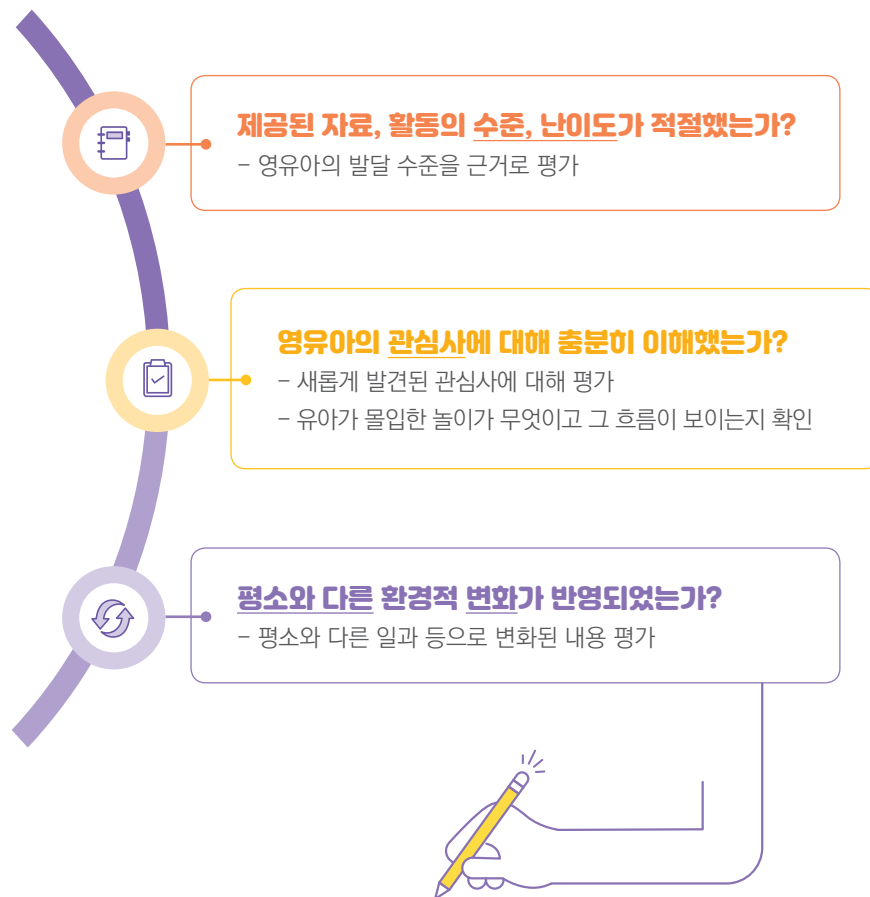 제공된 자료, 활동의 수준, 난이도가 적절했는가?
– 영유아의 발달 수준을 근거로 평가
영유아의 관심사에 대해 충분히 이해했는가?
– 새롭게 발견된 관심사에 대해 평가
– 유아가 몰입한 놀이가 무엇이고 그 흐름이 보이는지 확인
평소와 다른 환경적 변화가 반영되었는가?
– 평소와 다른 일과 등으로 변화된 내용 평가